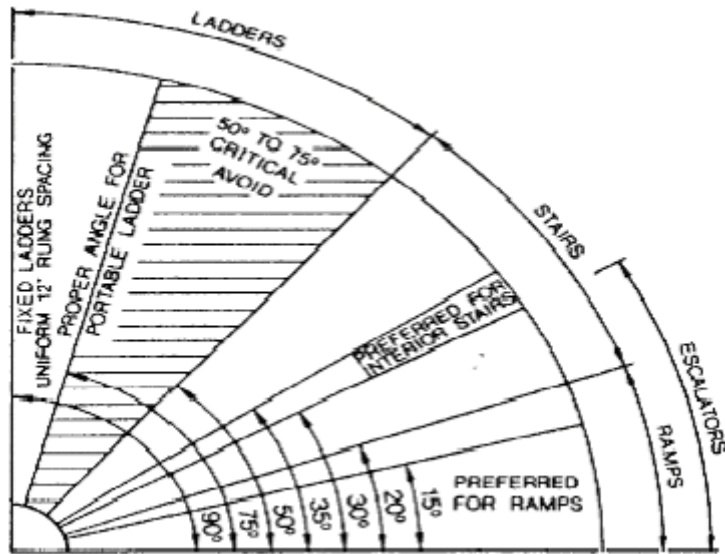 LADDERS
FIXED LADDERS
UNIFORM 12" RUNG SPACING
PROPER ANGLE FOR
PORTABLE LADDER
50° TO 75°
CRITICAL
AVOID
STAIRS
PREFERRED FOR
INTERIOR STAIRS
ESCALATORS
RAMPS
PREFERRED
FOR RAMPS
90°
75°
50°
35°
30°
20°
15°